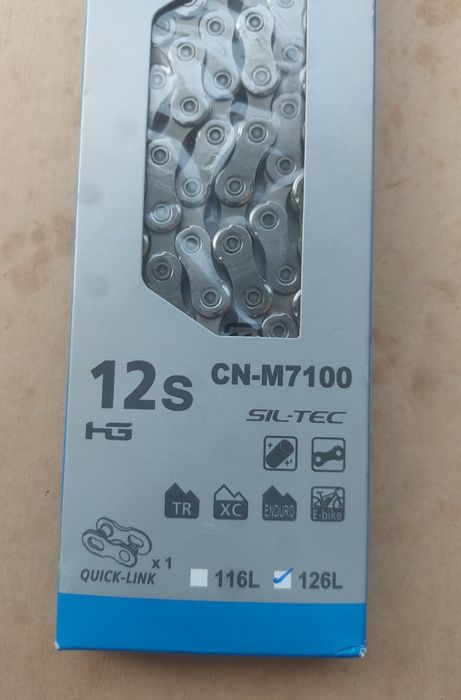 12s CN-M7100
HG SIL-TEC
TR XC ENDURO E-bike
x 1
QUICK-LINK 116L 126L